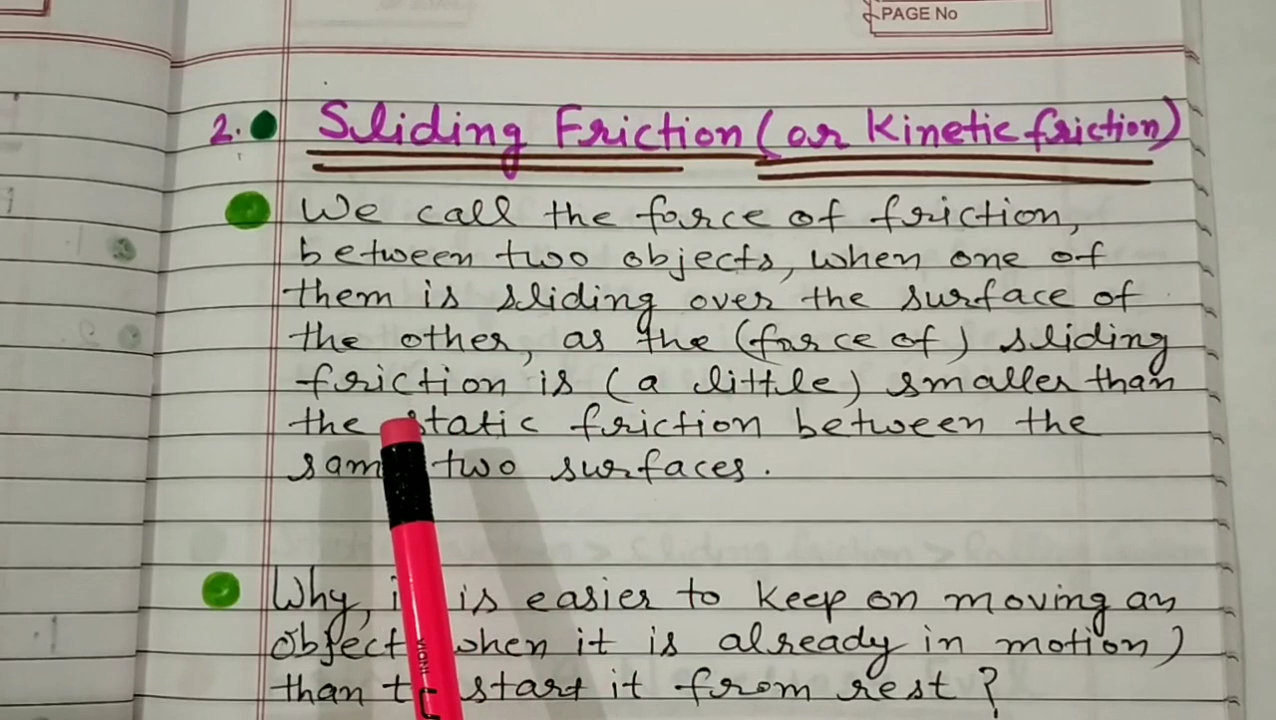 PAGE No
2. Sliding Friction (or Kinetic friction)
We call the force of friction,
between two objects, when one of
them is sliding over the surface of
the other, as the (force of) sliding
friction is (a little) smaller than
the static friction between the
same two surfaces.
Why, is easier to keep on moving an
object when it is already in motion)
than start it from rest?